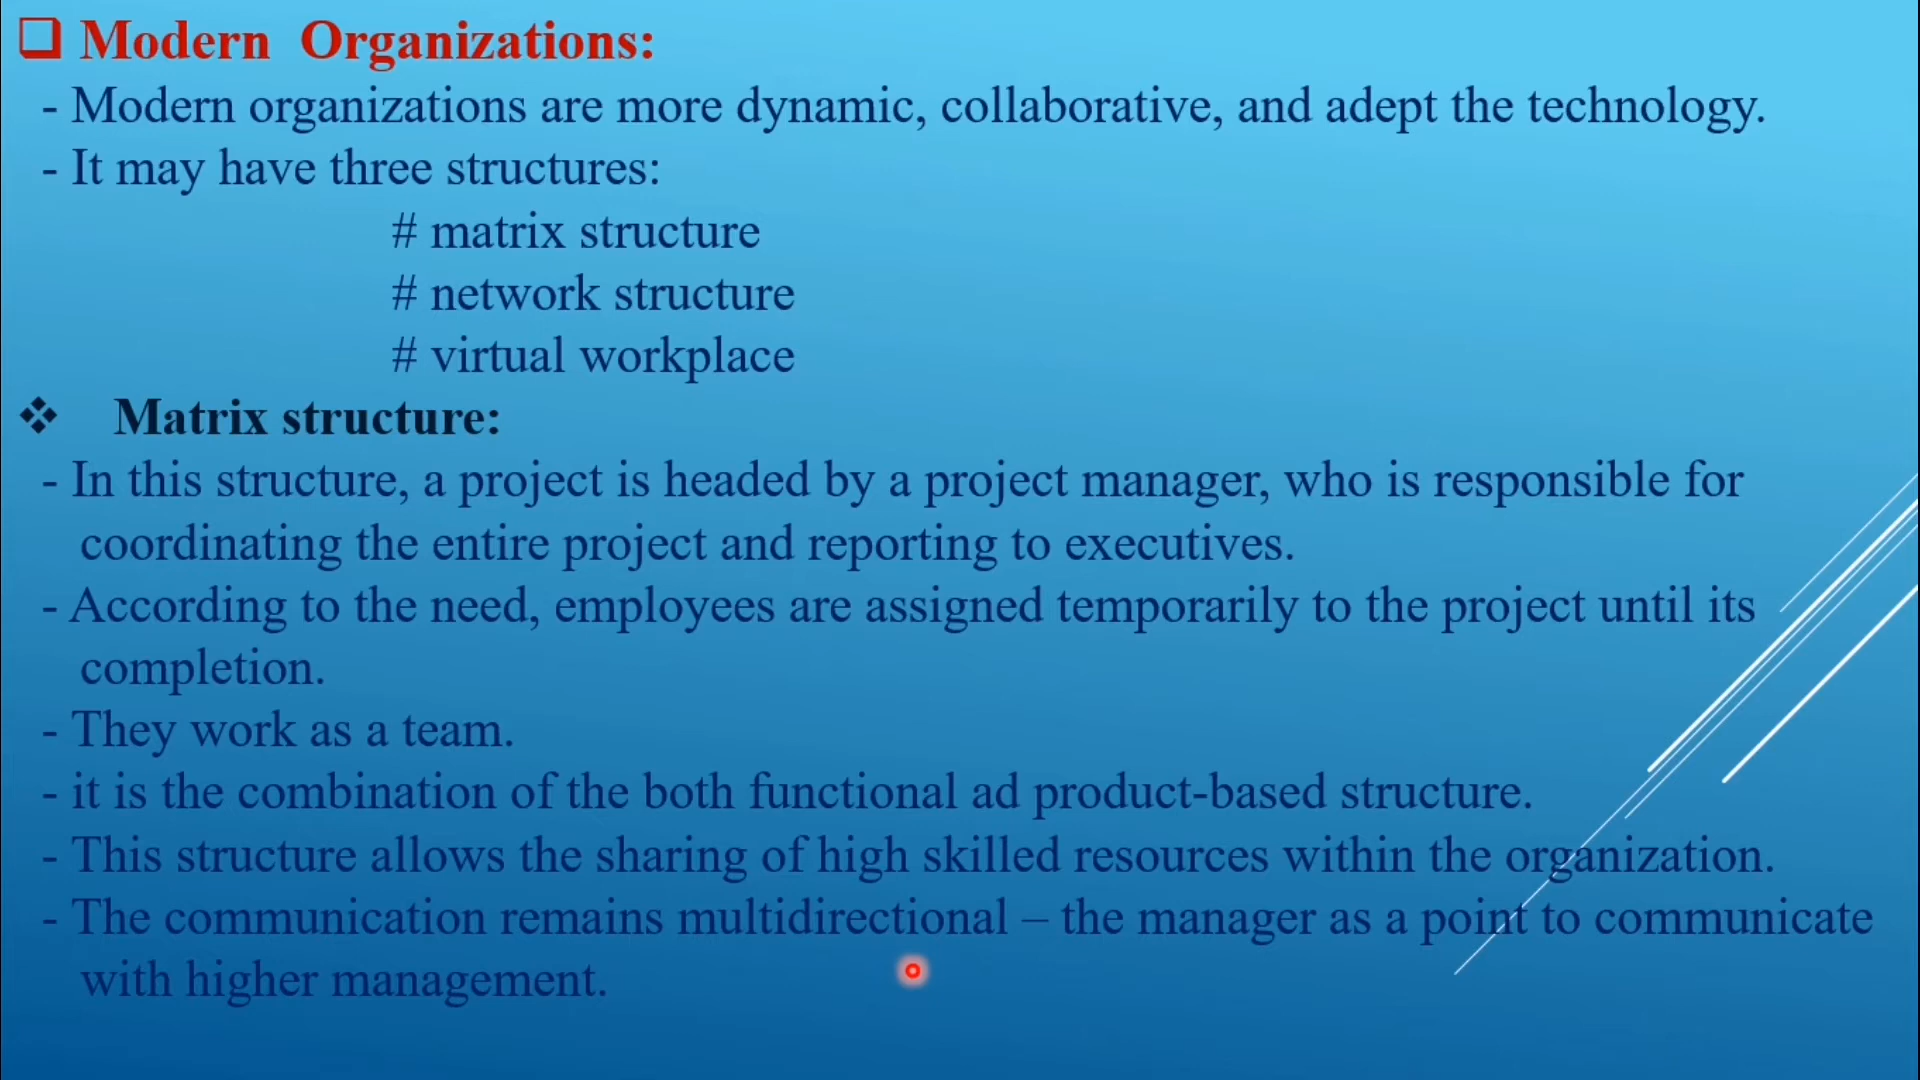 Modern Organizations:
- Modern organizations are more dynamic, collaborative, and adept the technology.
- It may have three structures:
# matrix structure
# network structure
# virtual workplace
Matrix structure:
- In this structure, a project is headed by a project manager, who is responsible for
coordinating the entire project and reporting to executives.
- According to the need, employees are assigned temporarily to the project until its
completion.
- They work as a team.
- it is the combination of the both functional ad product-based structure.
- This structure allows the sharing of high skilled resources within the organization.
- The communication remains multidirectional – the manager as a point to communicate
with higher management.